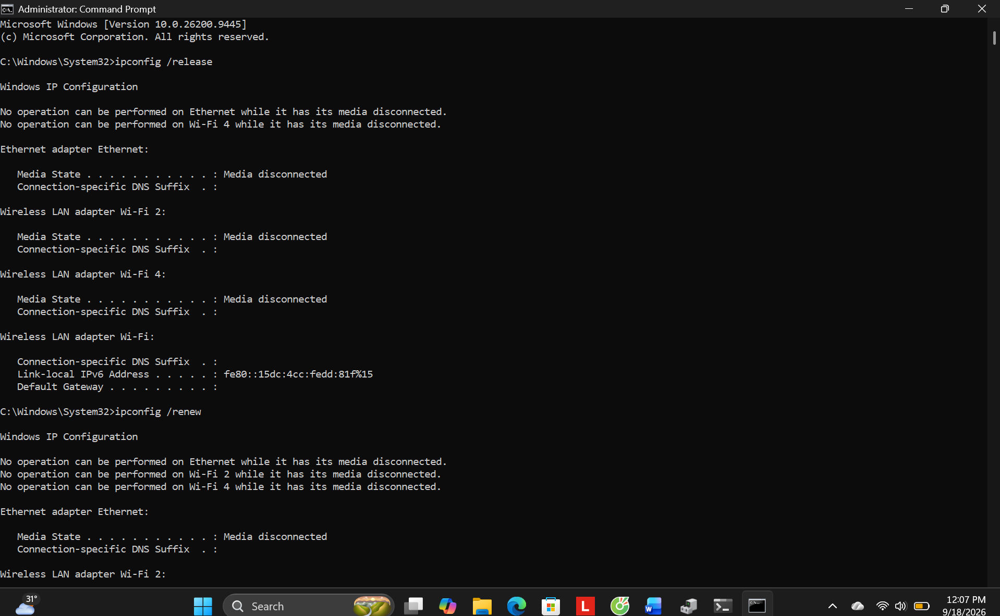 Administrator: Command Prompt
Microsoft Windows [Version 10.0.26200.9445]
(c) Microsoft Corporation. All rights reserved.
C:\Windows\System32>ipconfig /release
Windows IP Configuration
No operation can be performed on Ethernet while it has its media disconnected.
No operation can be performed on Wi-Fi 4 while it has its media disconnected.
Ethernet adapter Ethernet:
Media State . . . . . . . . . . . : Media disconnected
Connection-specific DNS Suffix  . :
Wireless LAN adapter Wi-Fi 2:
Media State . . . . . . . . . . . : Media disconnected
Connection-specific DNS Suffix  . :
Wireless LAN adapter Wi-Fi 4:
Media State . . . . . . . . . . . : Media disconnected
Connection-specific DNS Suffix  . :
Wireless LAN adapter Wi-Fi:
Connection-specific DNS Suffix  . :
Link-local IPv6 Address . . . . . : fe80::15dc:4cc:fedd:81f%15
Default Gateway . . . . . . . . . :
C:\Windows\System32>ipconfig /renew
Windows IP Configuration
No operation can be performed on Ethernet while it has its media disconnected.
No operation can be performed on Wi-Fi 2 while it has its media disconnected.
No operation can be performed on Wi-Fi 4 while it has its media disconnected.
Ethernet adapter Ethernet:
Media State . . . . . . . . . . . : Media disconnected
Connection-specific DNS Suffix  . :
Wireless LAN adapter Wi-Fi 2:
31°
Search
L
W
12:07 PM
9/18/2026